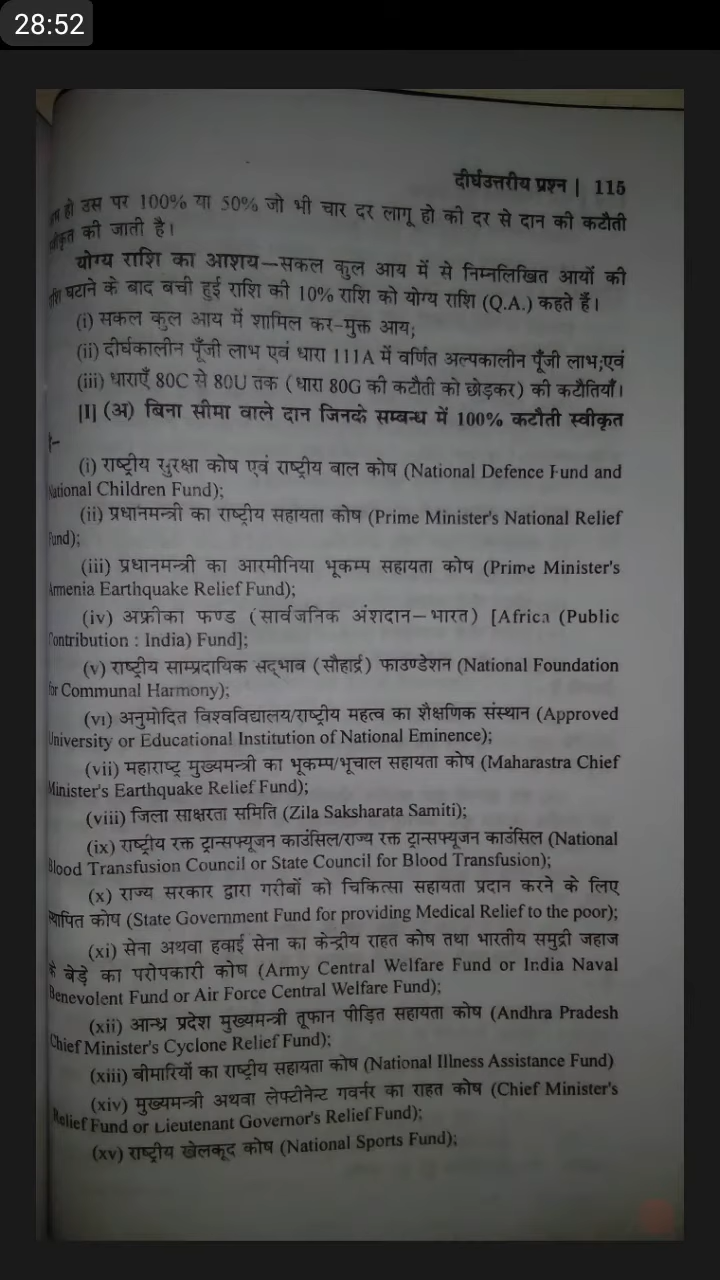 28:52
दीर्घउत्तरीय प्रश्न | 115
हो उस पर 100% या 50% जो भी चार दर लागू हो की दर से दान की कटौती
की जाती है।
योग्य राशि का आशय—सकल कुल आय में से निम्नलिखित आयों की
घटाने के बाद बची हुई राशि की 10% राशि को योग्य राशि (Q.A.) कहते हैं।
(i) सकल कुल आय में शामिल कर-मुक्त आय;
(ii) दीर्घकालीन पूँजी लाभ एवं धारा 111A में वर्णित अल्पकालीन पूँजी लाभ;एवं
(iii) धाराएँ 80C से 80U तक (धारा 80G की कटौती को छोड़कर) की कटौतियाँ।
[I] (अ) बिना सीमा वाले दान जिनके सम्बन्ध में 100% कटौती स्वीकृत
:–
(i) राष्ट्रीय सुरक्षा कोष एवं राष्ट्रीय बाल कोष (National Defence Fund and
National Children Fund);
(ii) प्रधानमन्त्री का राष्ट्रीय सहायता कोष (Prime Minister's National Relief
Fund);
(iii) प्रधानमन्त्री का आरमीनिया भूकम्प सहायता कोष (Prime Minister's
Armenia Earthquake Relief Fund);
(iv) अफ्रीका फण्ड (सार्वजनिक अंशदान–भारत) [Africa (Public
Contribution : India) Fund];
(v) राष्ट्रीय साम्प्रदायिक सद्‌भाव (सौहार्द्र) फाउण्डेशन (National Foundation
for Communal Harmony);
(vi) अनुमोदित विश्वविद्यालय/राष्ट्रीय महत्व का शैक्षणिक संस्थान (Approved
University or Educational Institution of National Eminence);
(vii) महाराष्ट्र मुख्यमन्त्री का भूकम्प/भूचाल सहायता कोष (Maharastra Chief
Minister's Earthquake Relief Fund);
(viii) जिला साक्षरता समिति (Zila Saksharata Samiti);
(ix) राष्ट्रीय रक्त ट्रान्सफ्यूजन काउंसिल/राज्य रक्त ट्रान्सफ्यूजन काउंसिल (National
Blood Transfusion Council or State Council for Blood Transfusion);
(x) राज्य सरकार द्वारा गरीबों को चिकित्सा सहायता प्रदान करने के लिए
स्थापित कोष (State Government Fund for providing Medical Relief to the poor);
(xi) सेना अथवा हवाई सेना का केन्द्रीय राहत कोष तथा भारतीय समुद्री जहाज
के बेड़े का परोपकारी कोष (Army Central Welfare Fund or India Naval
Benevolent Fund or Air Force Central Welfare Fund);
(xii) आन्ध्र प्रदेश मुख्यमन्त्री तूफान पीड़ित सहायता कोष (Andhra Pradesh
Chief Minister's Cyclone Relief Fund);
(xiii) बीमारियों का राष्ट्रीय सहायता कोष (National Illness Assistance Fund)
(xiv) मुख्यमन्त्री अथवा लेफ्टीनेन्ट गवर्नर का राहत कोष (Chief Minister's
Relief Fund or Lieutenant Governor's Relief Fund);
(xv) राष्ट्रीय खेलकूद कोष (National Sports Fund);